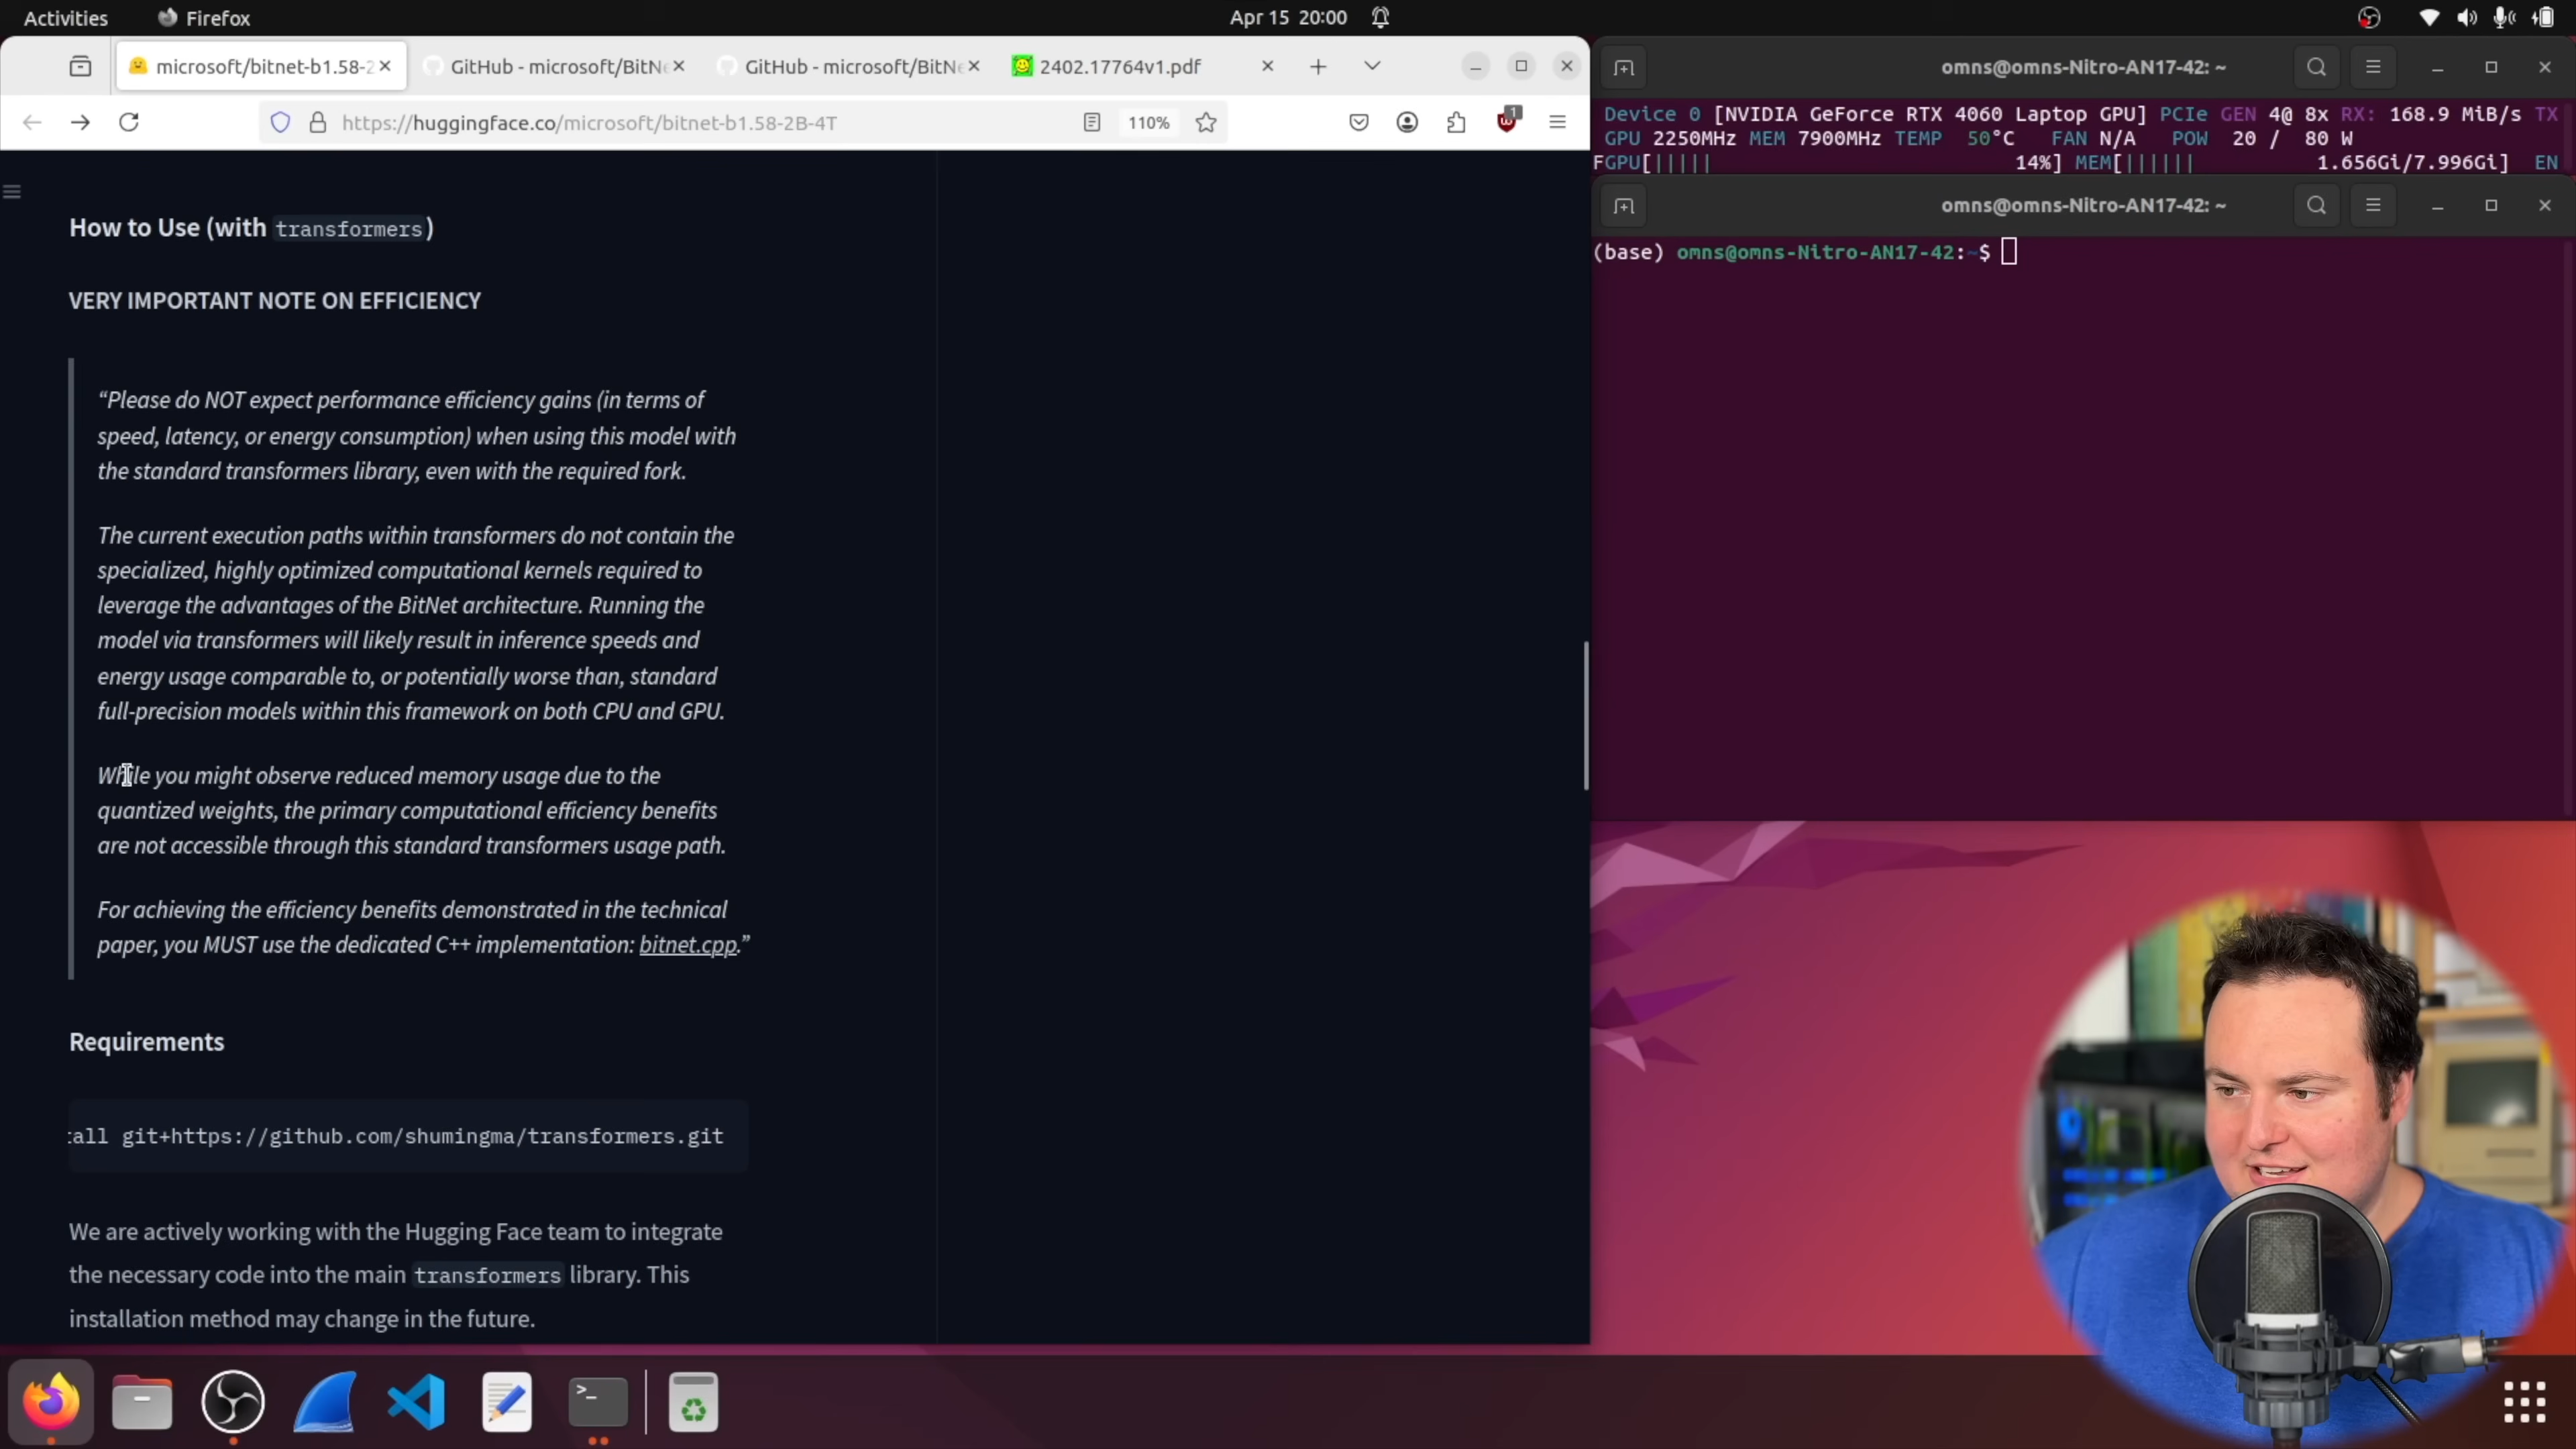 Activities
Firefox
Apr 15 20:00
microsoft/bitnet-b1.58-2
GitHub - microsoft/BitNe
GitHub - microsoft/BitNe
2402.17764v1.pdf
https://huggingface.co/microsoft/bitnet-b1.58-2B-4T
110%
1
How to Use (with transformers)
VERY IMPORTANT NOTE ON EFFICIENCY
“Please do NOT expect performance efficiency gains (in terms of
speed, latency, or energy consumption) when using this model with
the standard transformers library, even with the required fork.
The current execution paths within transformers do not contain the
specialized, highly optimized computational kernels required to
leverage the advantages of the BitNet architecture. Running the
model via transformers will likely result in inference speeds and
energy usage comparable to, or potentially worse than, standard
full-precision models within this framework on both CPU and GPU.
While you might observe reduced memory usage due to the
quantized weights, the primary computational efficiency benefits
are not accessible through this standard transformers usage path.
For achieving the efficiency benefits demonstrated in the technical
paper, you MUST use the dedicated C++ implementation: bitnet.cpp.”
Requirements
tall git+https://github.com/shumingma/transformers.git
We are actively working with the Hugging Face team to integrate
the necessary code into the main transformers library. This
installation method may change in the future.
omns@omns-Nitro-AN17-42: ~
Device 0 [NVIDIA GeForce RTX 4060 Laptop GPU] PCIe GEN 4@ 8x RX: 168.9 MiB/s TX
GPU 2250MHz MEM 7900MHz TEMP 50°C FAN N/A POW 20 / 80 W
FGPU[||||| 14%] MEM[|||||| 1.656Gi/7.996Gi] EN
omns@omns-Nitro-AN17-42: ~
(base) omns@omns-Nitro-AN17-42:~$